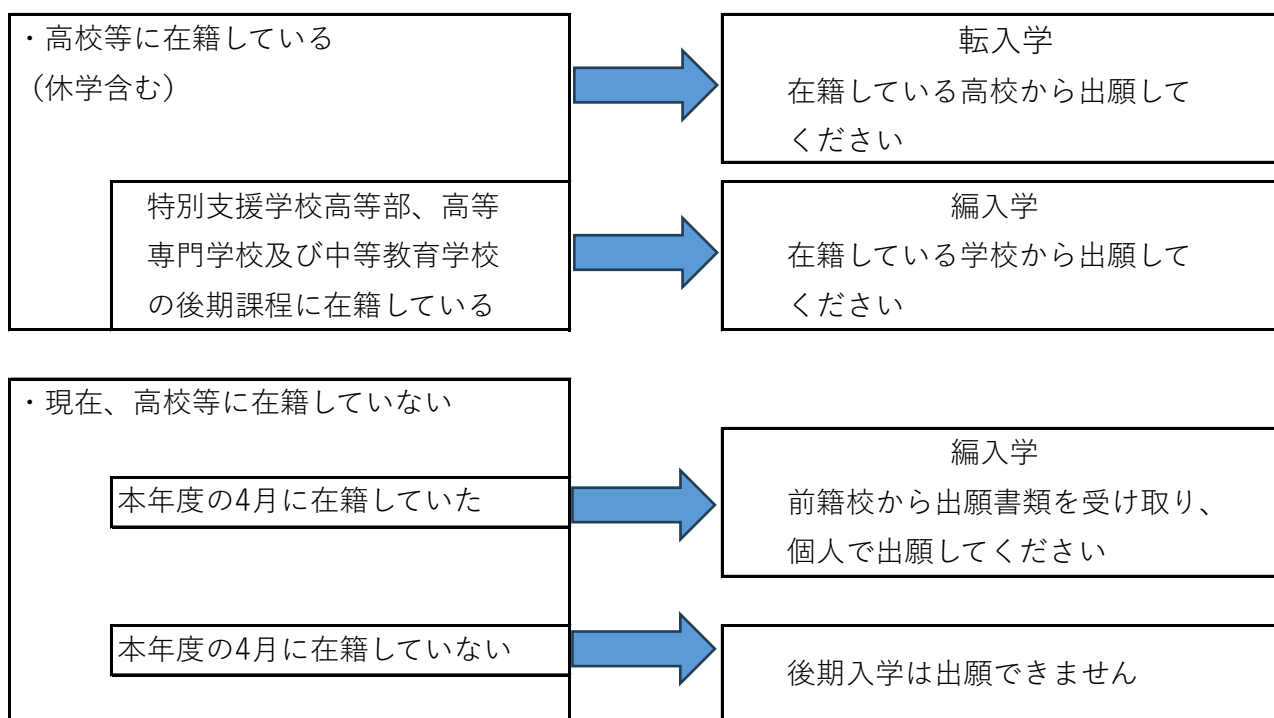 ・高校等に在籍している
（休学含む）
転入学
在籍している高校から出願して
ください
特別支援学校高等部、高等
専門学校及び中等教育学校
の後期課程に在籍している
編入学
在籍している学校から出願して
ください
・現在、高校等に在籍していない
本年度の4月に在籍していた
編入学
前籍校から出願書類を受け取り、
個人で出願してください
本年度の4月に在籍していない
後期入学は出願できません